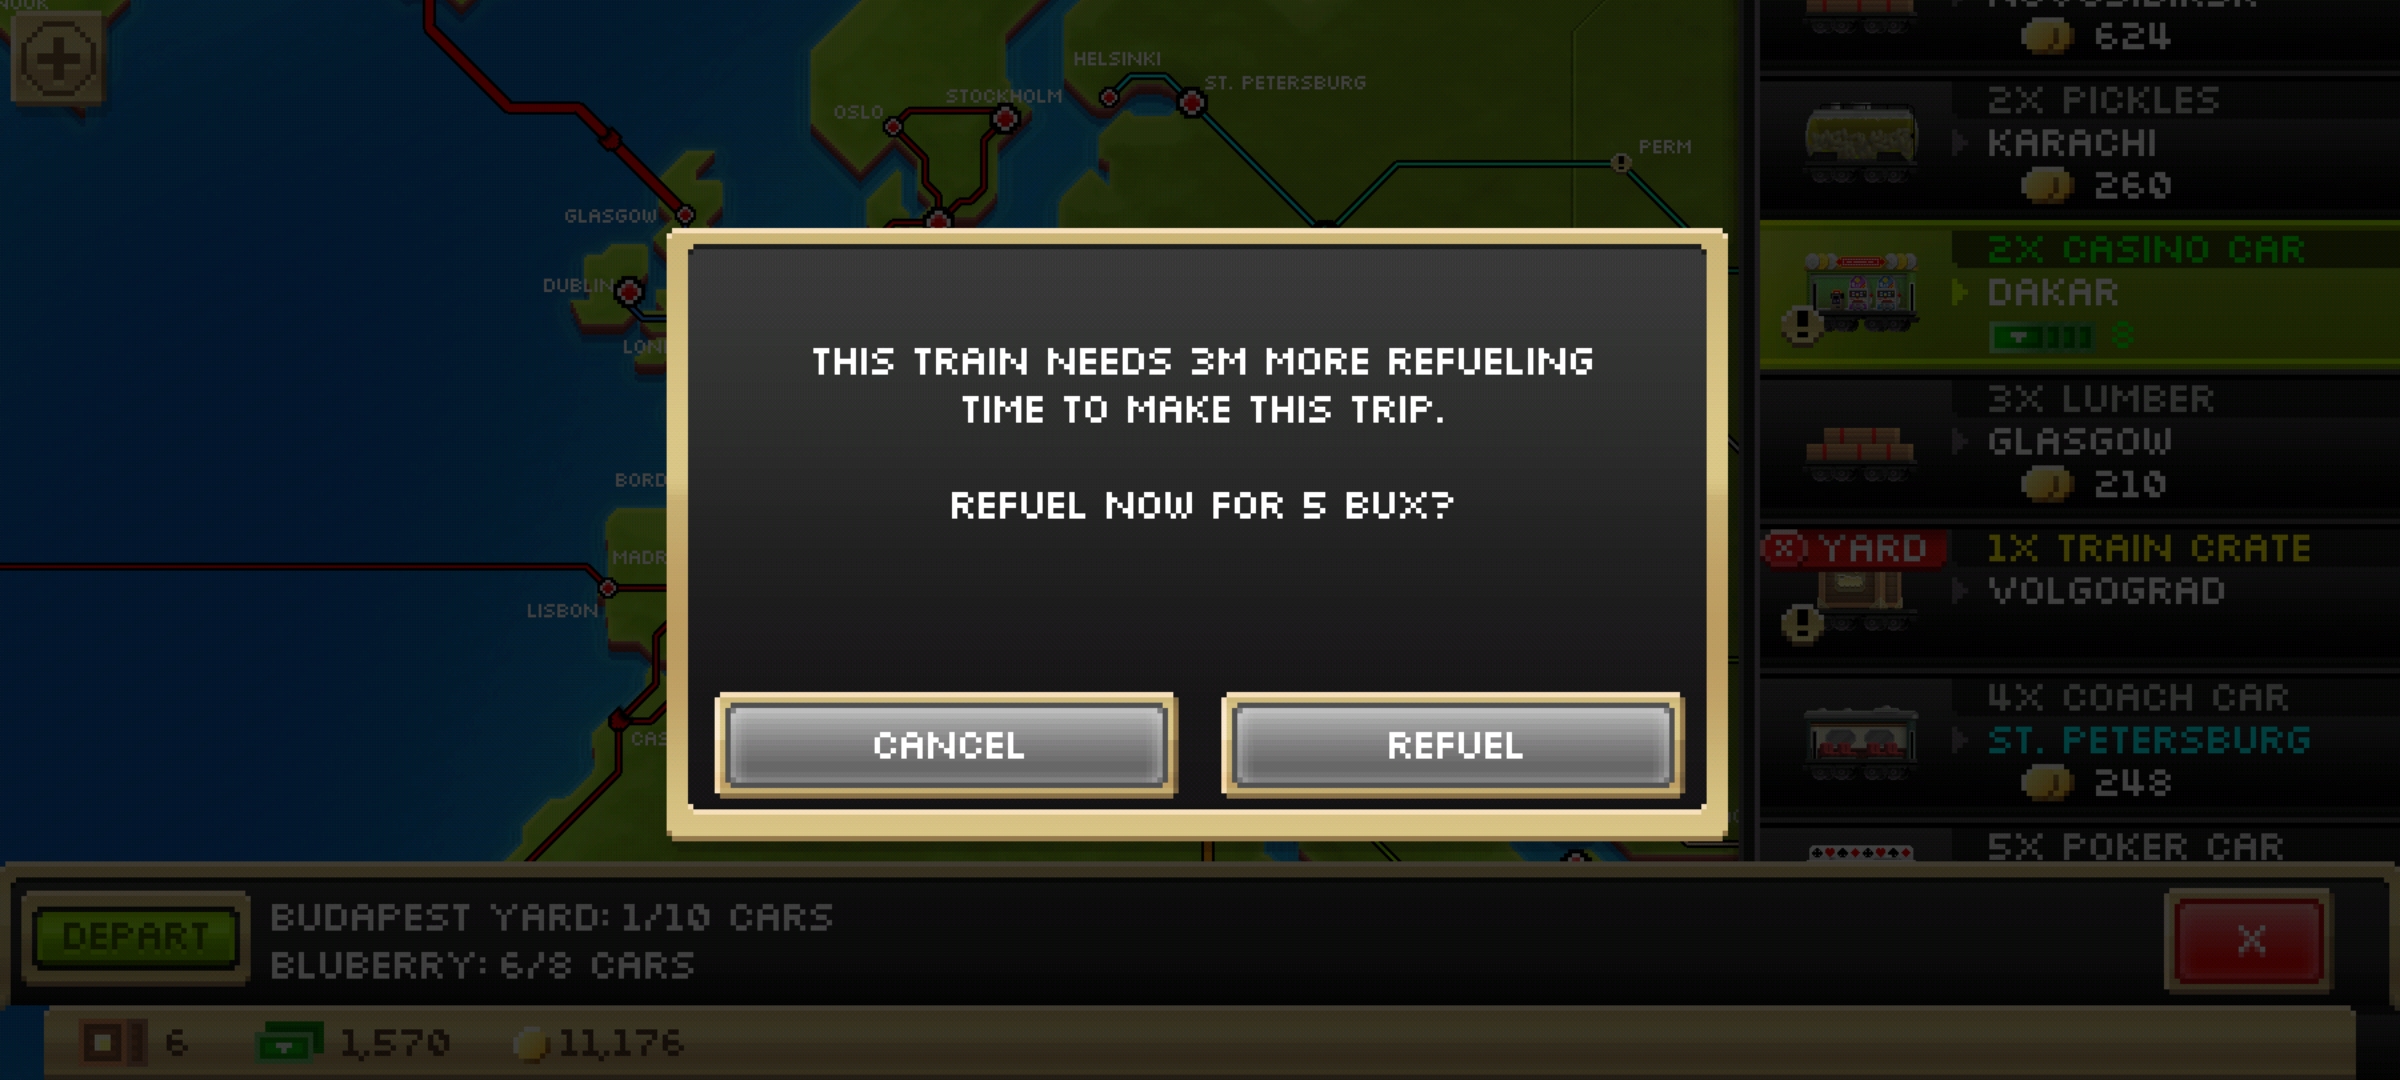 624
HELSINKI
ST. PETERSBURG
STOCKHOLM
OSLO
2X PICKLES
KARACHI
260
PERM
GLASGOW
2X CASINO CAR
DAKAR
8
DUBLIN
THIS TRAIN NEEDS 3M MORE REFUELING
TIME TO MAKE THIS TRIP.
REFUEL NOW FOR 5 BUX?
3X LUMBER
GLASGOW
210
LISBON
YARD
1X TRAIN CRATE
VOLGOGRAD
CANCEL
REFUEL
4X COACH CAR
ST. PETERSBURG
248
5X POKER CAR
DEPART
BUDAPEST YARD: 1/10 CARS
BLUBERRY: 6/8 CARS
X
6
1,570
11,176